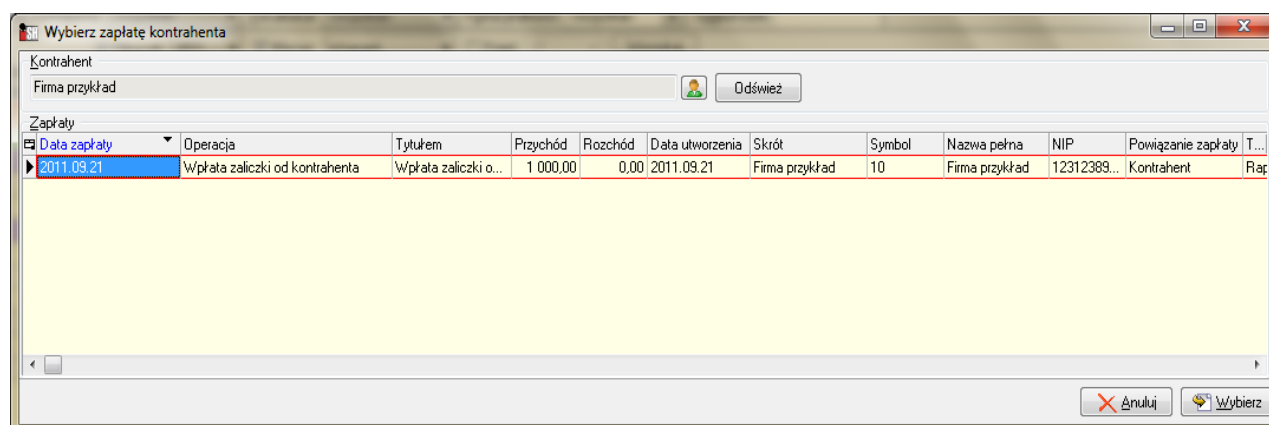 Wybierz zapłatę kontrahenta
Kontrahent
Firma przykład Odśwież
Zapłaty
Data zapłaty Operacja Tytułem Przychód Rozchód Data utworzenia Skrót Symbol Nazwa pełna NIP Powiązanie zapłaty T...
2011.09.21 Wpłata zaliczki od kontrahenta Wpłata zaliczki o... 1 000,00 0,00 2011.09.21 Firma przykład 10 Firma przykład 12312389... Kontrahent Rap
Anuluj Wybierz